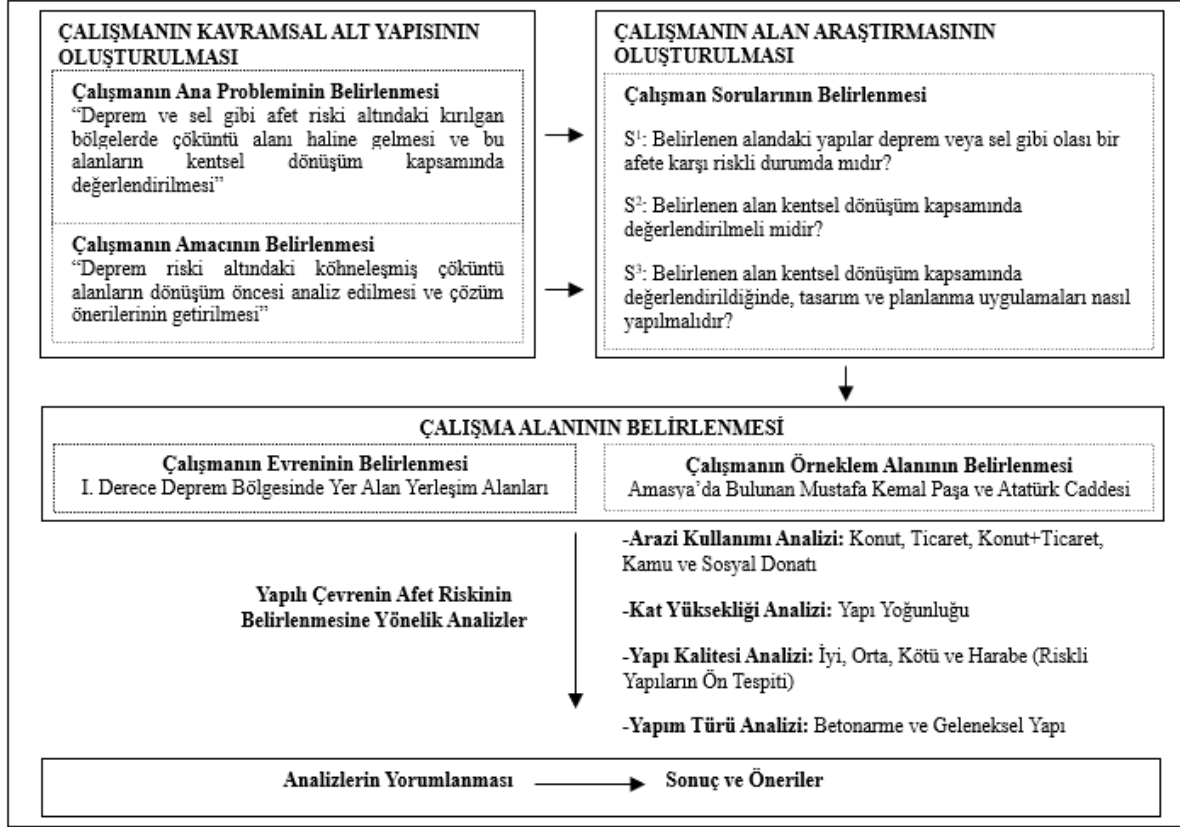 ÇALIŞMANIN KAVRAMSAL ALT YAPISININ
OLUŞTURULMASI
Çalışmanın Ana Probleminin Belirlenmesi
“Deprem ve sel gibi afet riski altındaki kırılgan
bölgelerde çöküntü alanı haline gelmesi ve bu
alanların kentsel dönüşüm kapsamında
değerlendirilmesi”
Çalışmanın Amacının Belirlenmesi
“Deprem riski altındaki köhneleşmiş çöküntü
alanların dönüşüm öncesi analiz edilmesi ve çözüm
önerilerinin getirilmesi”
ÇALIŞMANIN ALAN ARAŞTIRMASININ
OLUŞTURULMASI
Çalışman Sorularının Belirlenmesi
S¹: Belirlenen alandaki yapılar deprem veya sel gibi olası bir
afete karşı riskli durumda mıdır?
S²: Belirlenen alan kentsel dönüşüm kapsamında
değerlendirilmeli midir?
S³: Belirlenen alan kentsel dönüşüm kapsamında
değerlendirildiğinde, tasarım ve planlanma uygulamaları nasıl
yapılmalıdır?
ÇALIŞMA ALANININ BELİRLENMESİ
Çalışmanın Evreninin Belirlenmesi
I. Derece Deprem Bölgesinde Yer Alan Yerleşim Alanları
Çalışmanın Örneklem Alanının Belirlenmesi
Amasya’da Bulunan Mustafa Kemal Paşa ve Atatürk Caddesi
Yapılı Çevrenin Afet Riskinin
Belirlenmesine Yönelik Analizler
-Arazi Kullanımı Analizi: Konut, Ticaret, Konut+Ticaret,
Kamu ve Sosyal Donatı
-Kat Yüksekliği Analizi: Yapı Yoğunluğu
-Yapı Kalitesi Analizi: İyi, Orta, Kötü ve Harabe (Riskli
Yapıların Ön Tespiti)
-Yapım Türü Analizi: Betonarme ve Geleneksel Yapı
Analizlerin Yorumlanması
Sonuç ve Öneriler